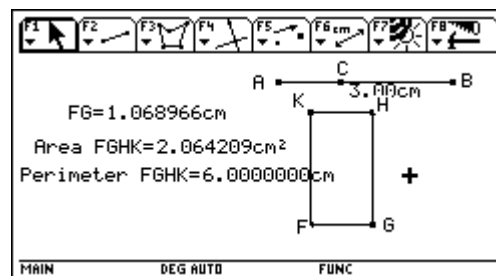 F1 F2 F3 F4 F5 F6 cm F7 F8
C
A B
3.00cm
K H
FG=1.068966cm
Area FGHK=2.064209cm²
Perimeter FGHK=6.0000000cm
F G
MAIN DEG AUTO FUNC